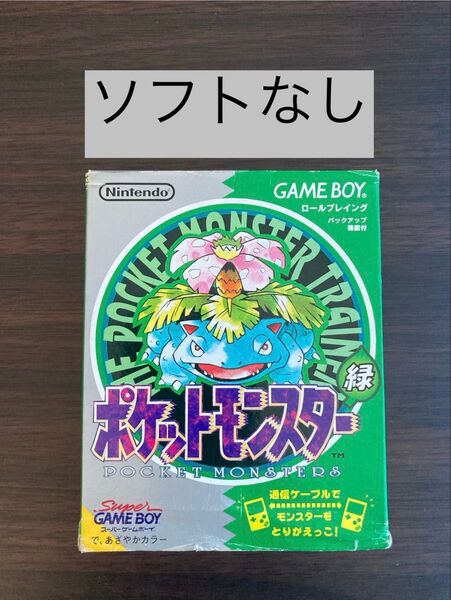 ソフトなし
Nintendo
GAME BOY®
ロールプレイング
バックアップ
機能付
THE POCKET MONSTER TRAINER
緑
ポケットモンスター
TM
POCKET MONSTERS
Super
GAME BOY
スーパーゲームボーイ
で、あざやかカラー
通信ケーブルで
モンスターを
とりかえっこ!